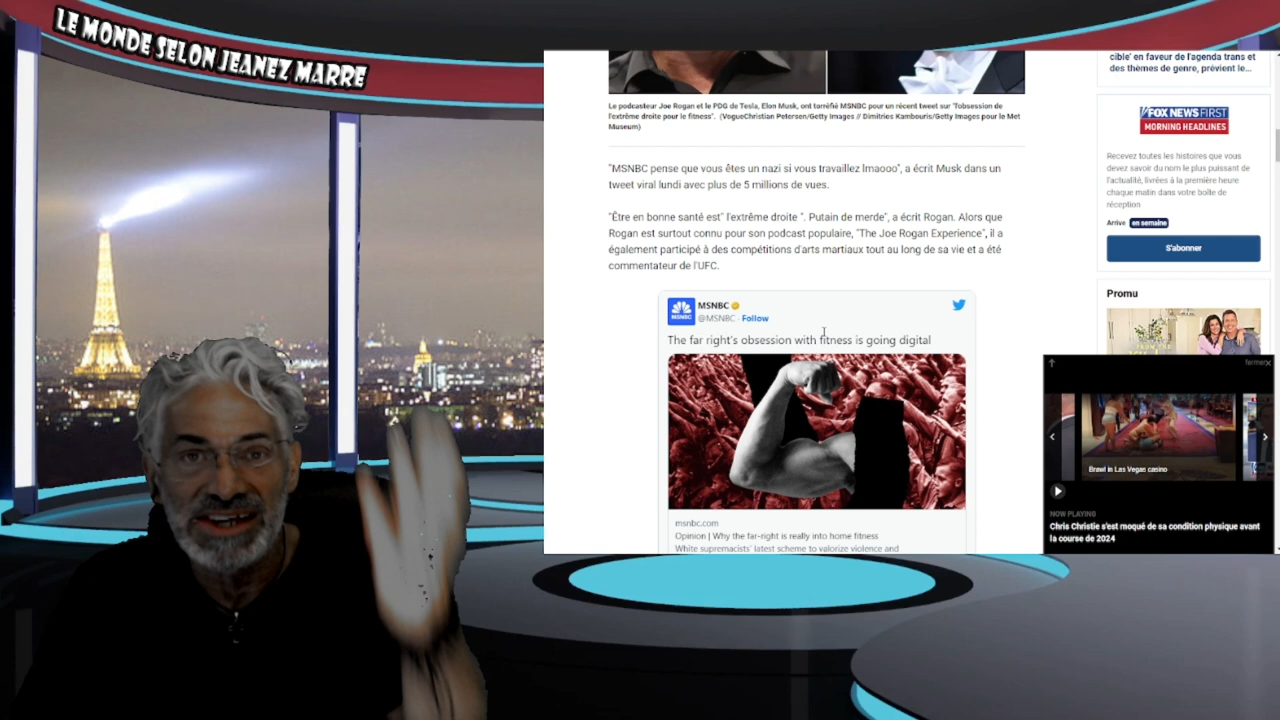 LE MONDE SELON JEANEZ MARRE
Le podcasteur Joe Rogan et le PDG de Tesla, Elon Musk, ont torréfié MSNBC pour un récent tweet sur "l'obsession de
l'extrême droite pour le fitness". (VogueChristian Petersen/Getty Images // Dimitrios Kambouris/Getty Images pour le Met
Museum)
"MSNBC pense que vous êtes un nazi si vous travaillez lmaooo", a écrit Musk dans un
tweet viral lundi avec plus de 5 millions de vues.
"Être en bonne santé est" l'extrême droite ". Putain de merde", a écrit Rogan. Alors que
Rogan est surtout connu pour son podcast populaire, "The Joe Rogan Experience", il a
également participé à des compétitions d'arts martiaux tout au long de sa vie et a été
commentateur de l'UFC.
MSNBC
@MSNBC · Follow
The far right's obsession with fitness is going digital
MSNBC
msnbc.com
Opinion | Why the far-right is really into home fitness
White supremacists' latest scheme to valorize violence and
cible' en faveur de l'agenda trans et
des thèmes de genre, prévient le...
FOX NEWS FIRST
MORNING HEADLINES
Recevez toutes les histoires que vous
devez savoir du nom le plus puissant de
l'actualité, livrées à la première heure
chaque matin dans votre boîte de
réception
Arrive en semaine
S'abonner
Promu
fermer X
Brawl in Las Vegas casino
NOW PLAYING
Chris Christie s'est moqué de sa condition physique avant
la course de 2024